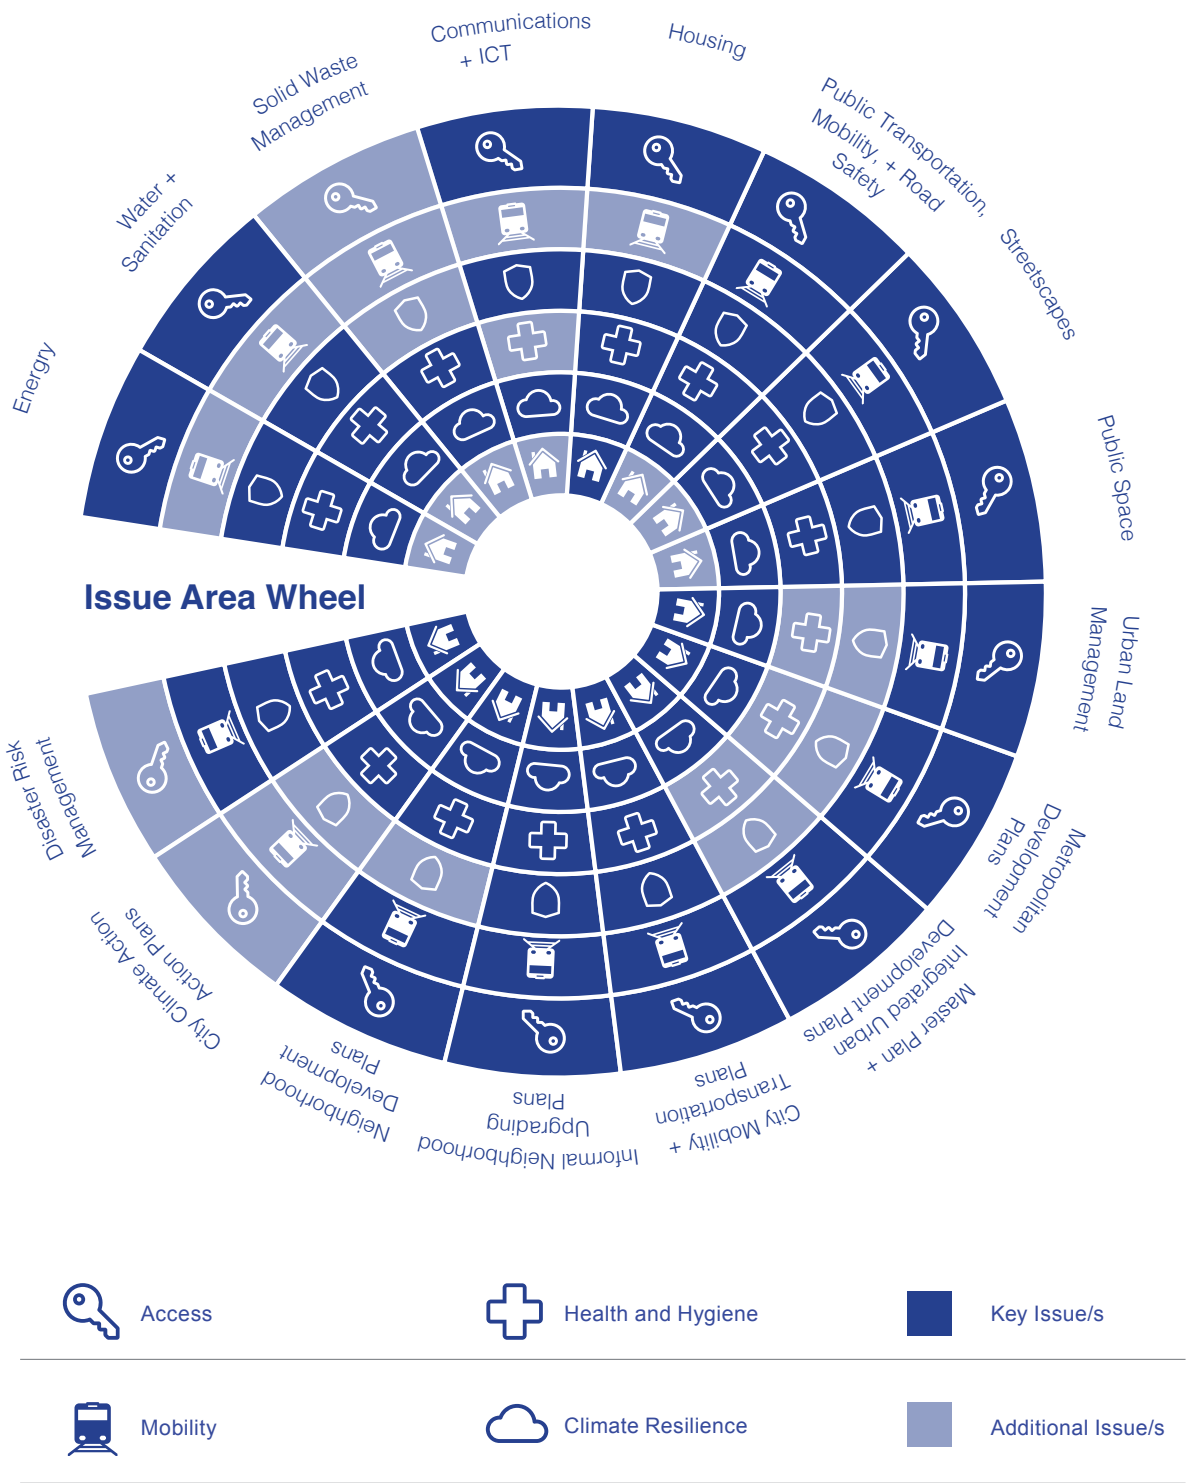 Communications
+ ICT
Housing
Public Transportation,
Mobility, + Road
Safety
Streetscapes
Public Space
Urban Land
Management
Metropolitan
Development
Plans
Master Plan +
Integrated Urban
Development Plans
City Mobility +
Transportation
Plans
Informal Neighborhood
Upgrading
Plans
Neighborhood
Development
Plans
City Climate Action
Action Plans
Disaster Risk
Management
Energry
Water +
Sanitation
Solid Waste
Management
Issue Area Wheel
Access
Health and Hygiene
Key Issue/s
Mobility
Climate Resilience
Additional Issue/s